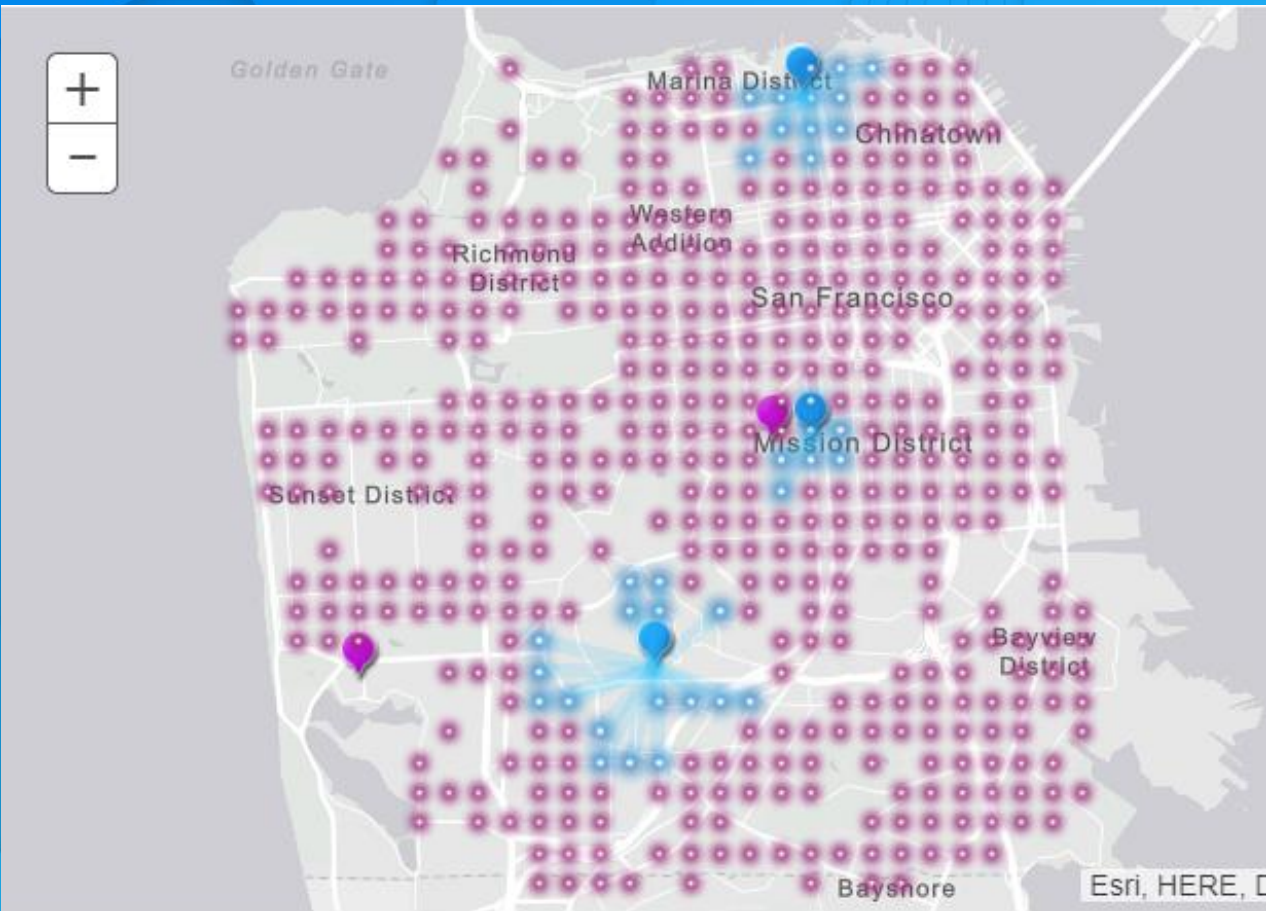 Golden Gate
+
−
Marina District
Chinatown
Western
Addition
Richmond
District
San Francisco
Mission District
Sunset District
Bayview
District
Bayshore
Esri, HERE, D